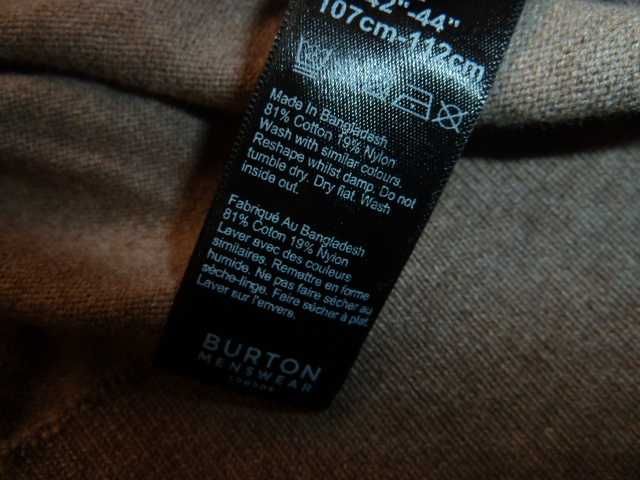 42"-44"
107cm-112cm
Made In Bangladesh
81% Cotton 19% Nylon
Wash with similar colours.
Reshape whilst damp. Do not
tumble dry. Dry flat. Wash
inside out.
Fabriqué Au Bangladesh
81% Coton 19% Nylon
Laver avec des couleurs
similaires. Remettre en forme
humide. Ne pas faire sécher au
sèche-linge. Faire sécher à plat.
Laver sur l'envers.
BURTON
MENSWEAR
LONDON